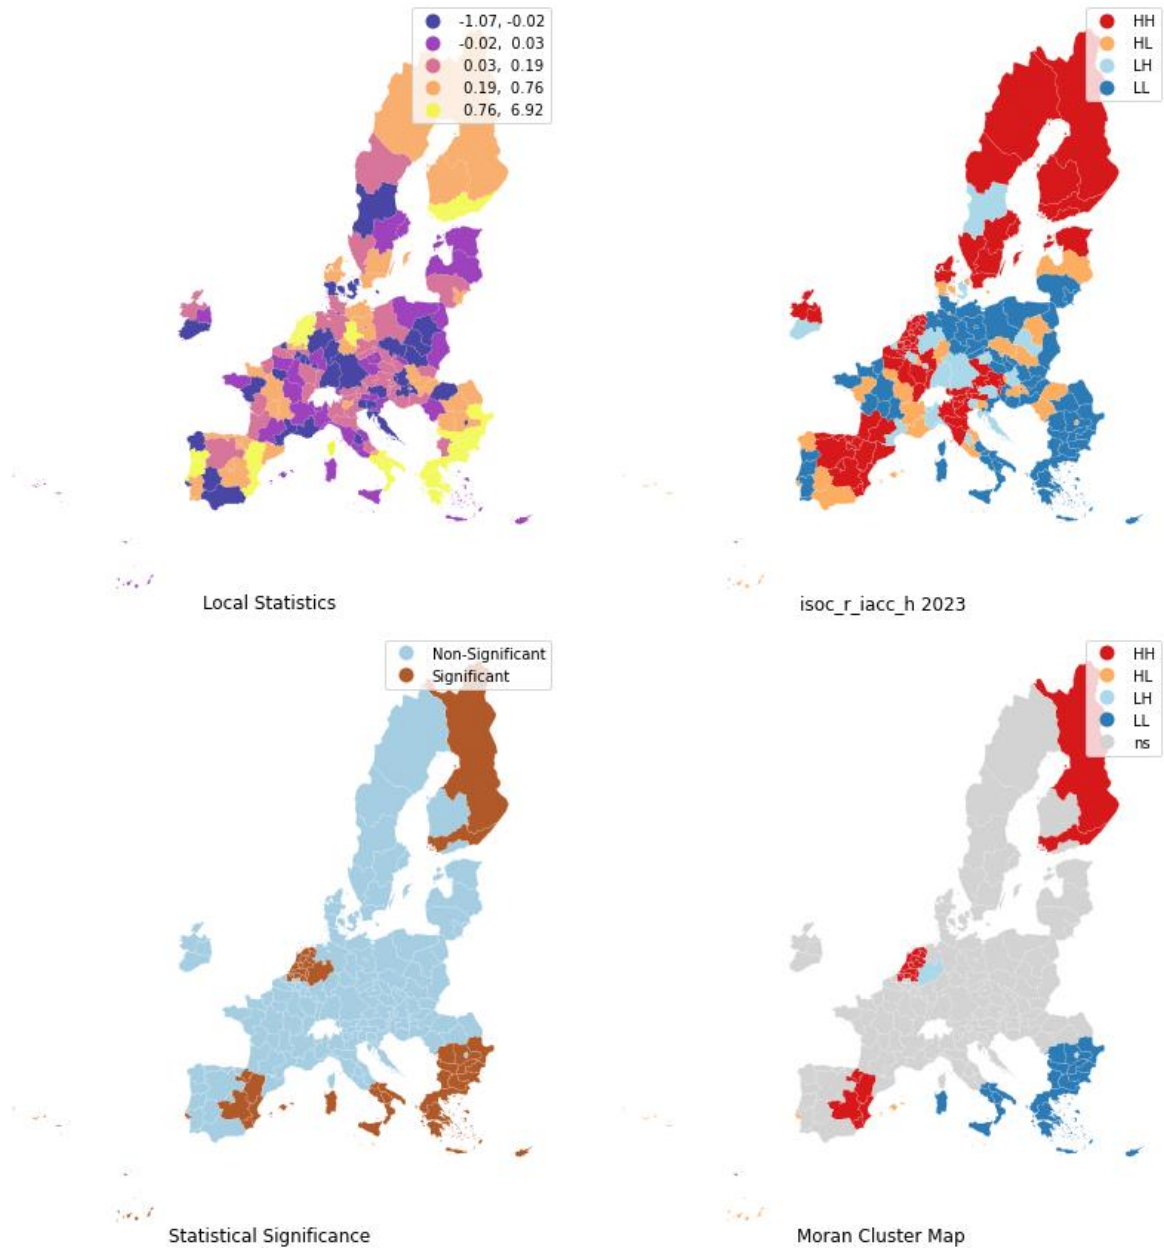 -1.07, -0.02
-0.02, 0.03
0.03, 0.19
0.19, 0.76
0.76, 6.92
Local Statistics
HH
HL
LH
LL
isoc_r_iacc_h 2023
Non-Significant
Significant
Statistical Significance
HH
HL
LH
LL
ns
Moran Cluster Map